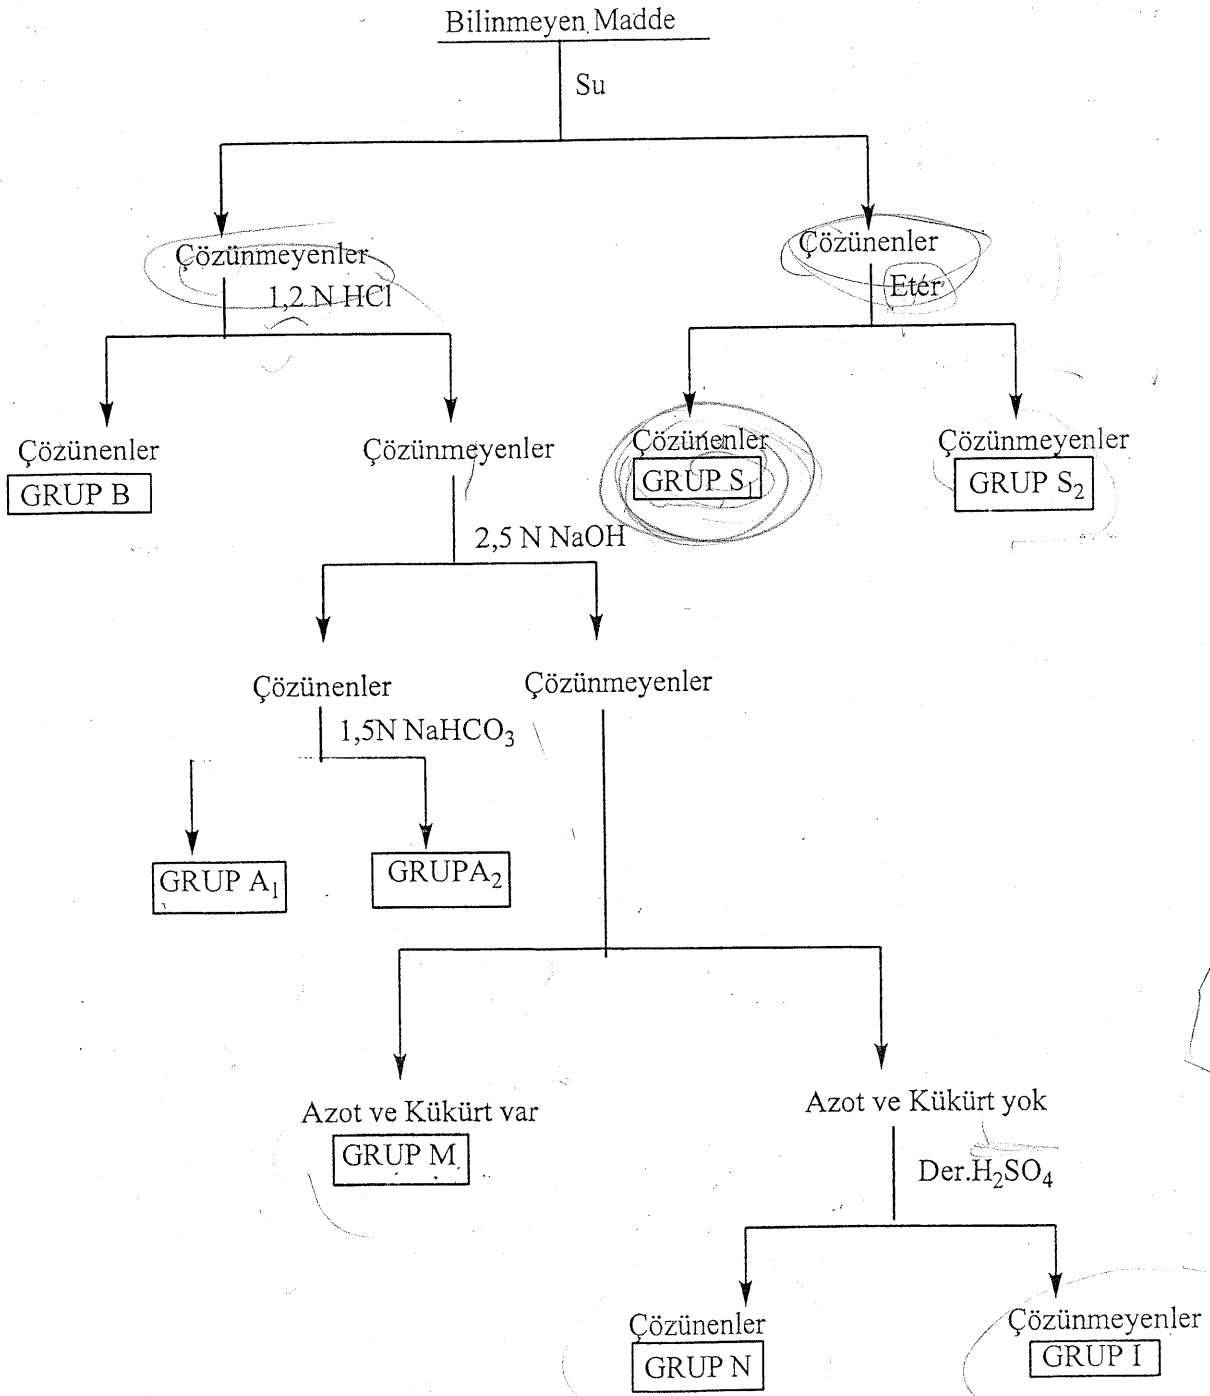 Bilinmeyen Madde
Su
Çözünmeyenler
1,2 N HCl
Çözünenler
Eter
Çözünenler
GRUP B
Çözünmeyenler
Çözünenler
GRUP S₁
Çözünmeyenler
GRUP S₂
2,5 N NaOH
Çözünenler
Çözünmeyenler
1,5N NaHCO₃
GRUP A₁
GRUPA₂
Azot ve Kükürt var
GRUP M
Azot ve Kükürt yok
Der.H₂SO₄
Çözünenler
GRUP N
Çözünmeyenler
GRUP I